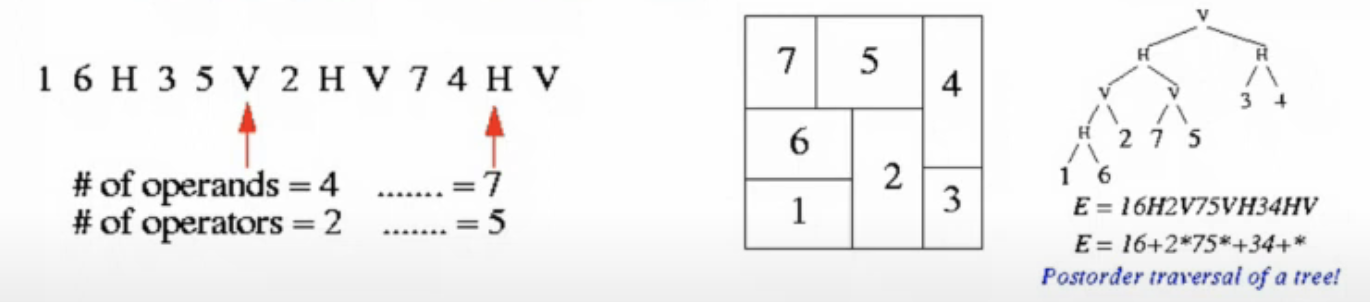 1 6 H 3 5 V 2 H V 7 4 H V
# of operands = 4 ....... = 7
# of operators = 2 ....... = 5
7 5 4
6
2
1 3
V
H H
V V 3 4
H 2 7 5
1 6
E = 16H2V75VH34HV
E = 16+2*75*+34+*
Postorder traversal of a tree!